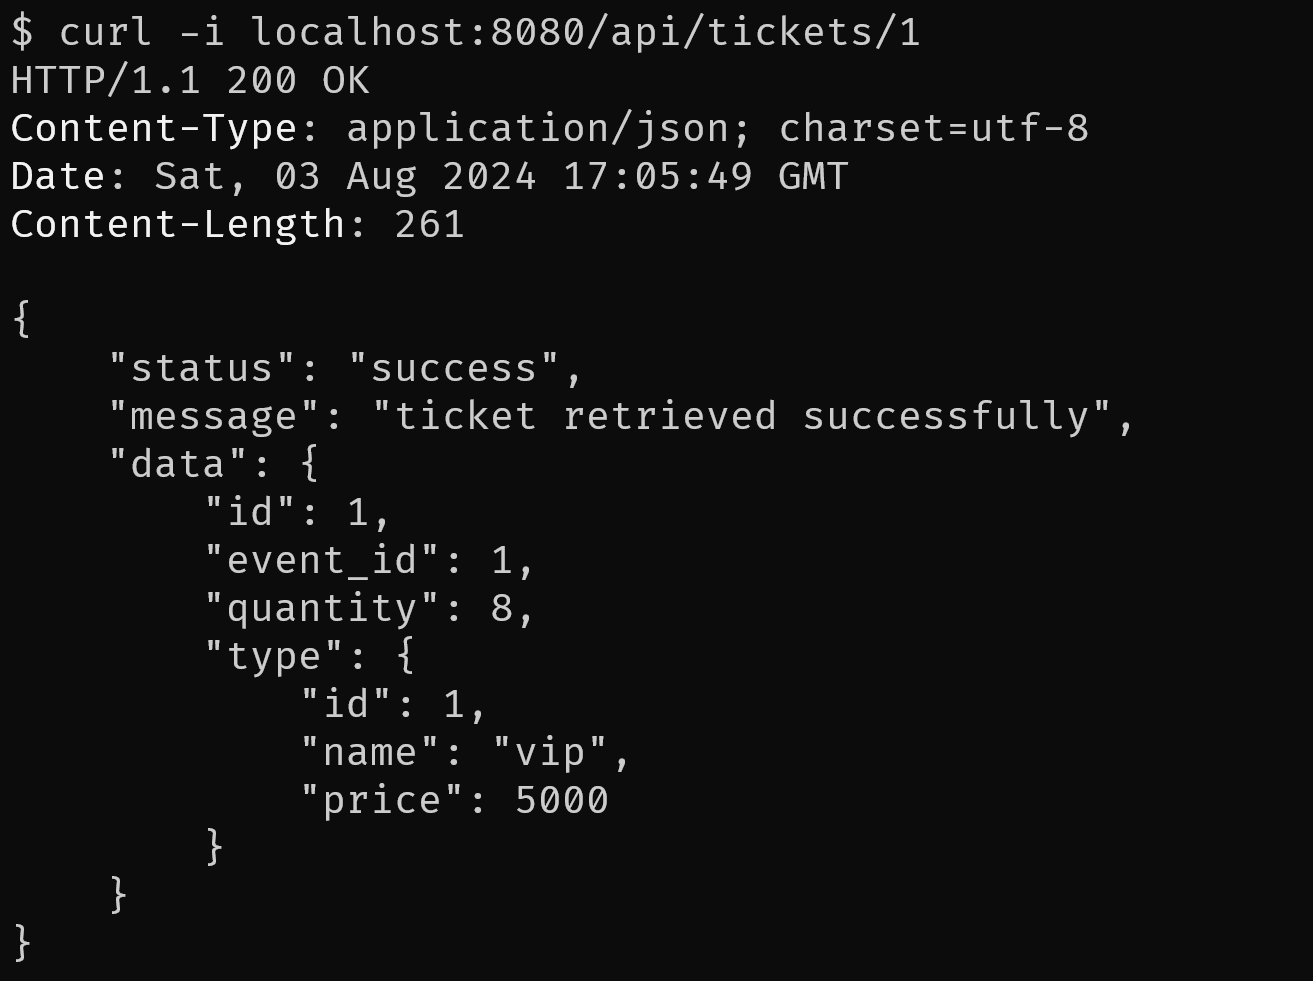 $ curl -i localhost:8080/api/tickets/1
HTTP/1.1 200 OK
Content-Type: application/json; charset=utf-8
Date: Sat, 03 Aug 2024 17:05:49 GMT
Content-Length: 261

{
    "status": "success",
    "message": "ticket retrieved successfully",
    "data": {
        "id": 1,
        "event_id": 1,
        "quantity": 8,
        "type": {
            "id": 1,
            "name": "vip",
            "price": 5000
        }
    }
}